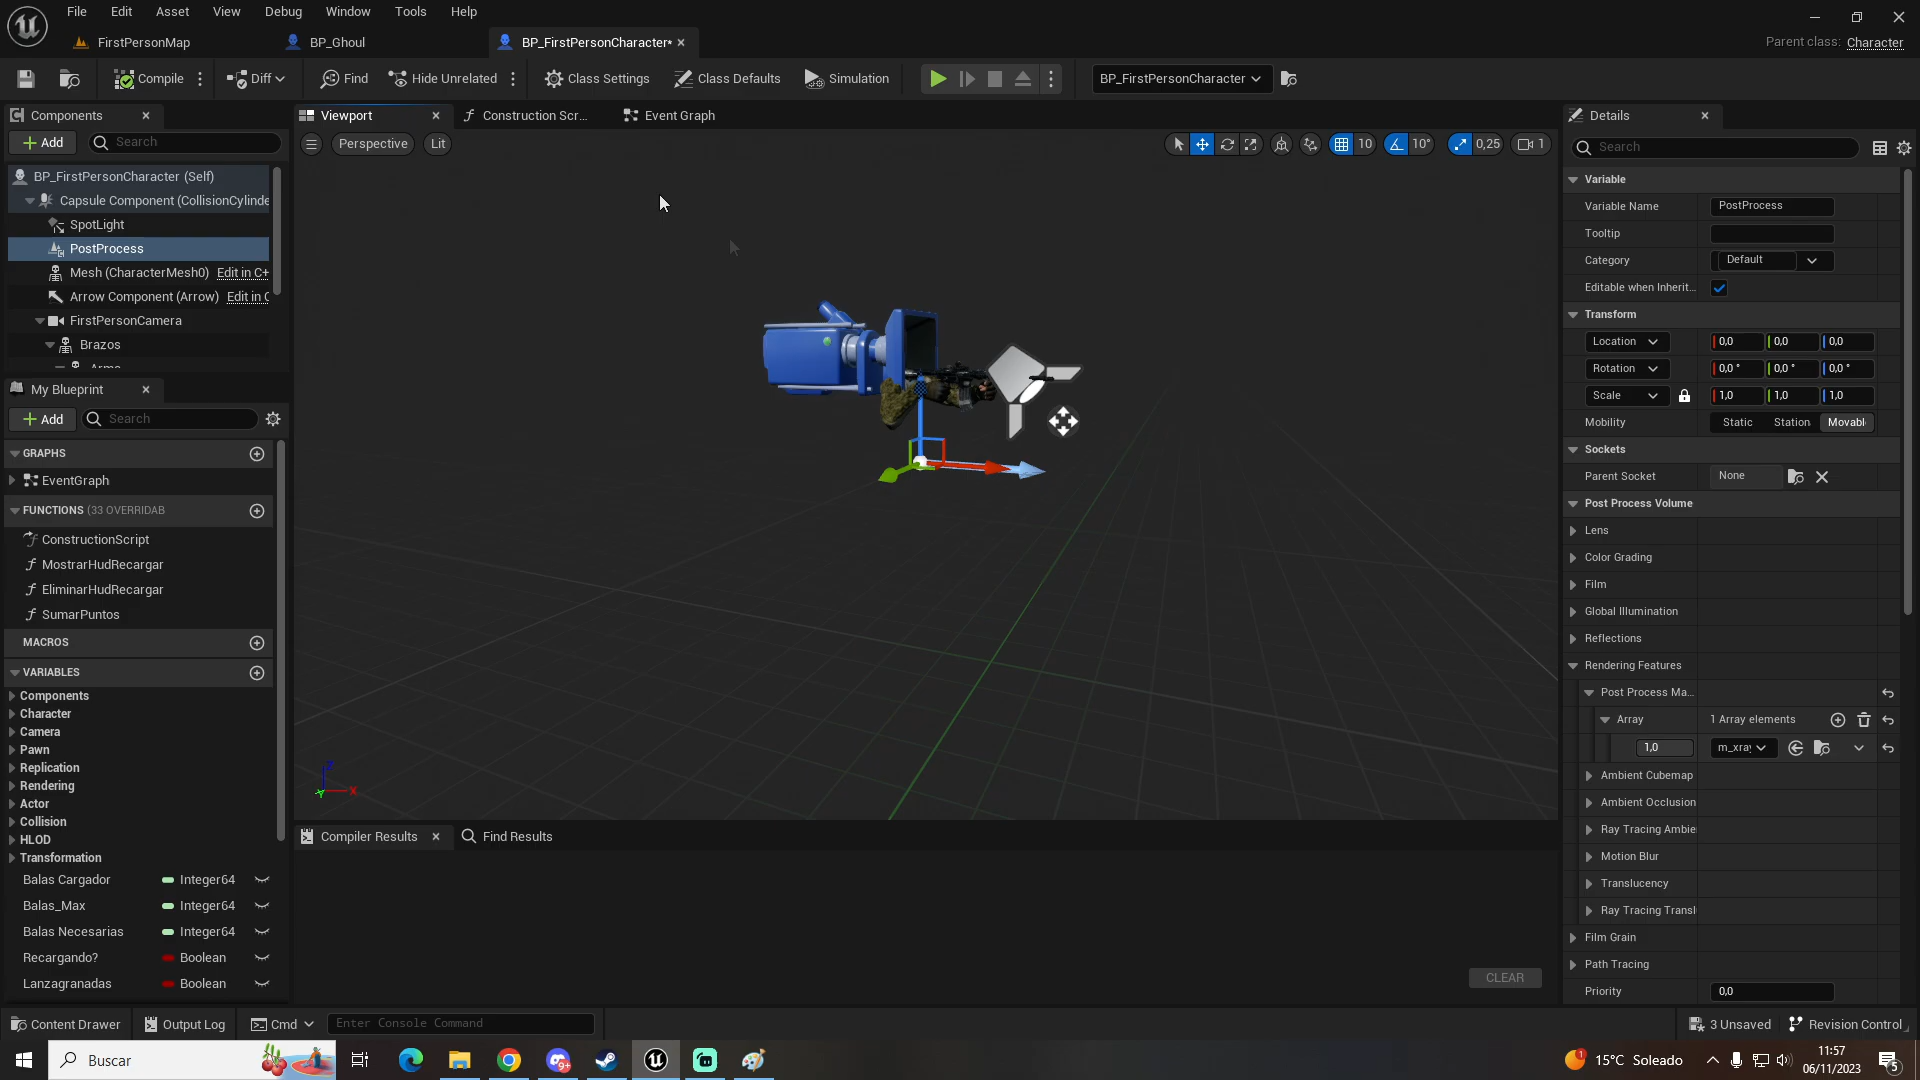 File Edit Asset View Debug Window Tools Help
FirstPersonMap BP_Ghoul BP_FirstPersonCharacter* Parent class: Character
Compile Diff Find Hide Unrelated Class Settings Class Defaults Simulation BP_FirstPersonCharacter
Components
Add Search
BP_FirstPersonCharacter (Self)
Capsule Component (CollisionCylinde
SpotLight
PostProcess
Mesh (CharacterMesh0) Edit in C+
Arrow Component (Arrow) Edit in C
FirstPersonCamera
Brazos
My Blueprint
Add Search
GRAPHS
EventGraph
FUNCTIONS (33 OVERRIDAB
ConstructionScript
MostrarHudRecargar
EliminarHudRecargar
SumarPuntos
MACROS
VARIABLES
Components
Character
Camera
Pawn
Replication
Rendering
Actor
Collision
HLOD
Transformation
Balas Cargador Integer64
Balas_Max Integer64
Balas Necesarias Integer64
Recargando? Boolean
Lanzagranadas Boolean
Viewport Construction Scr... Event Graph
Perspective Lit 10 10° 0,25 1
Z
X
Y
Compiler Results Find Results
CLEAR
Details
Search
Variable
Variable Name PostProcess
Tooltip
Category Default
Editable when Inherit...
Transform
Location 0,0 0,0 0,0
Rotation 0,0 ° 0,0 ° 0,0 °
Scale 1,0 1,0 1,0
Mobility Static Station Movabl
Sockets
Parent Socket None
Post Process Volume
Lens
Color Grading
Film
Global Illumination
Reflections
Rendering Features
Post Process Ma...
Array 1 Array elements
1,0 m_xray
Ambient Cubemap
Ambient Occlusion
Ray Tracing Ambie
Motion Blur
Translucency
Ray Tracing Transl
Film Grain
Path Tracing
Priority 0,0
Content Drawer Output Log Cmd Enter Console Command 3 Unsaved Revision Control
Buscar 15°C Soleado 11:57
06/11/2023 5